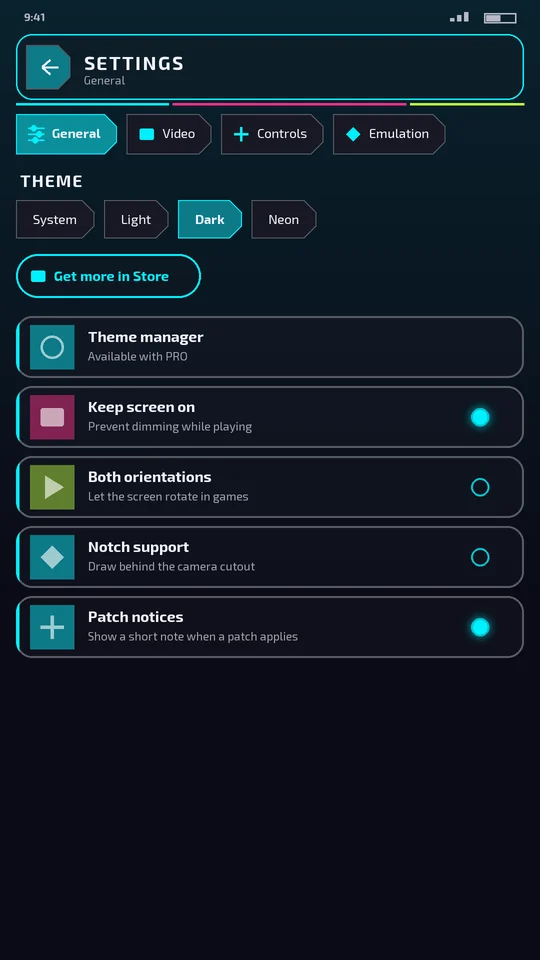 9:41
SETTINGS
General
General
Video
Controls
Emulation
THEME
System
Light
Dark
Neon
Get more in Store
Theme manager
Available with PRO
Keep screen on
Prevent dimming while playing
Both orientations
Let the screen rotate in games
Notch support
Draw behind the camera cutout
Patch notices
Show a short note when a patch applies